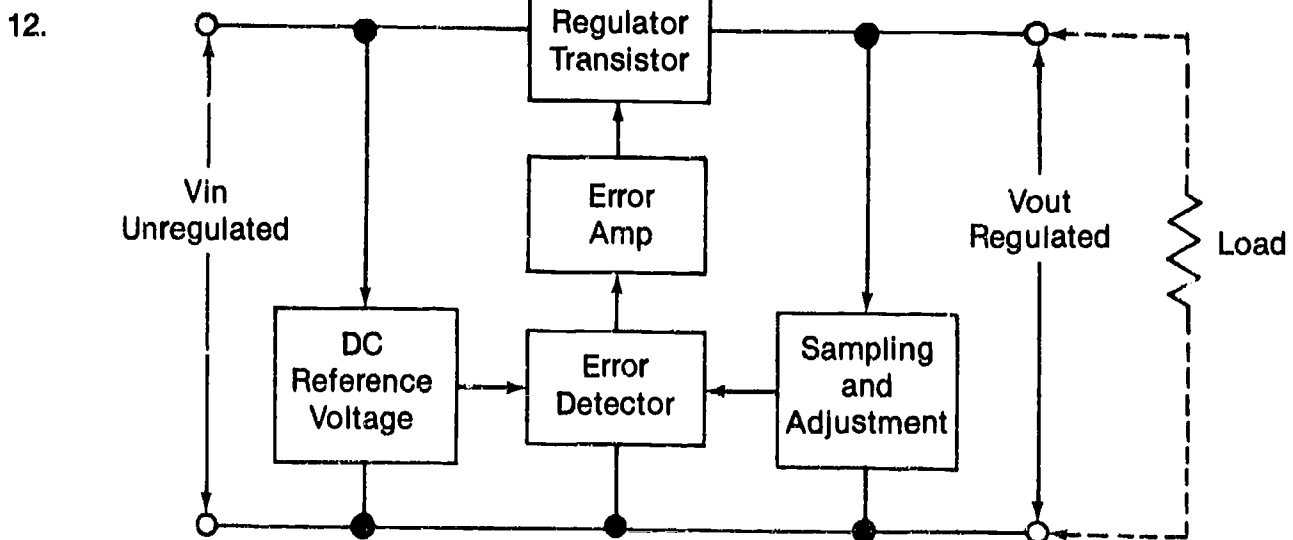 12.
Regulator
Transistor
Error
Amp
Vin
Unregulated
Vout
Regulated
Load
DC
Reference
Voltage
Error
Detector
Sampling
and
Adjustment